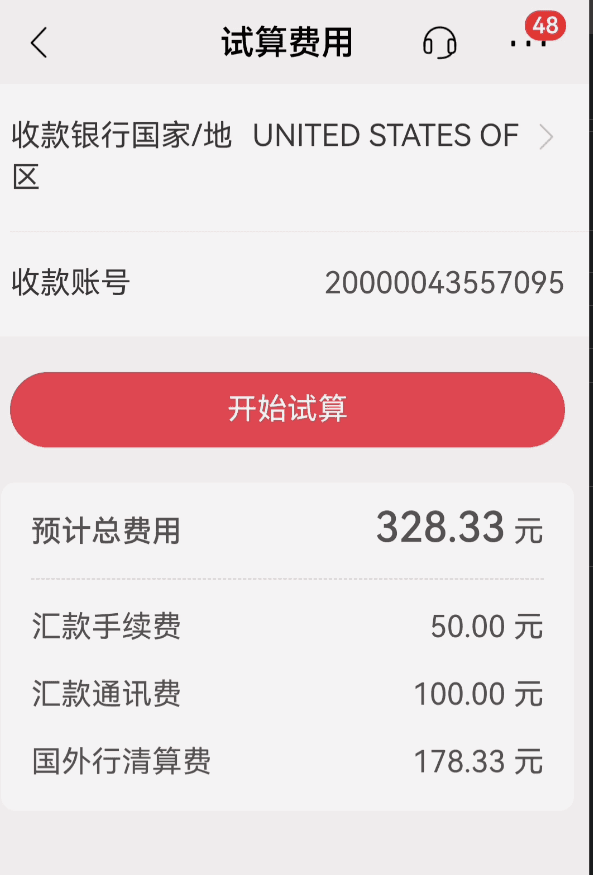 试算费用
48
收款银行国家/地 UNITED STATES OF
区
收款账号 20000043557095
开始试算
预计总费用 328.33 元
汇款手续费 50.00 元
汇款通讯费 100.00 元
国外行清算费 178.33 元